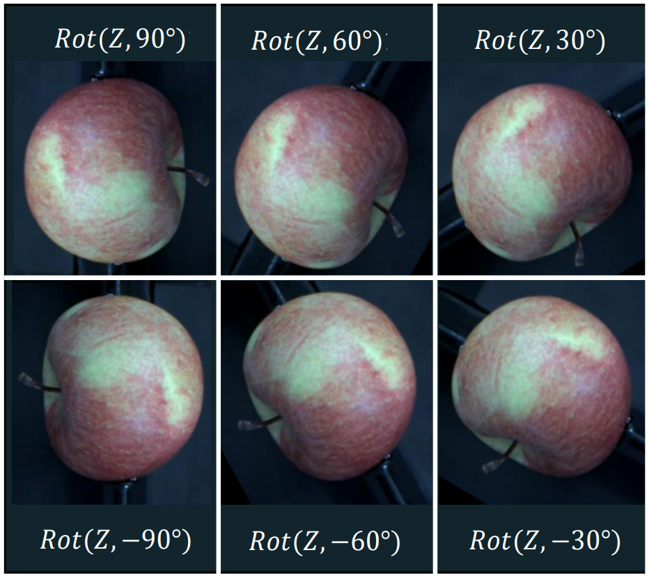 Rot(Z, 90°)
Rot(Z, 60°)
Rot(Z, 30°)
Rot(Z, −90°)
Rot(Z, −60°)
Rot(Z, −30°)